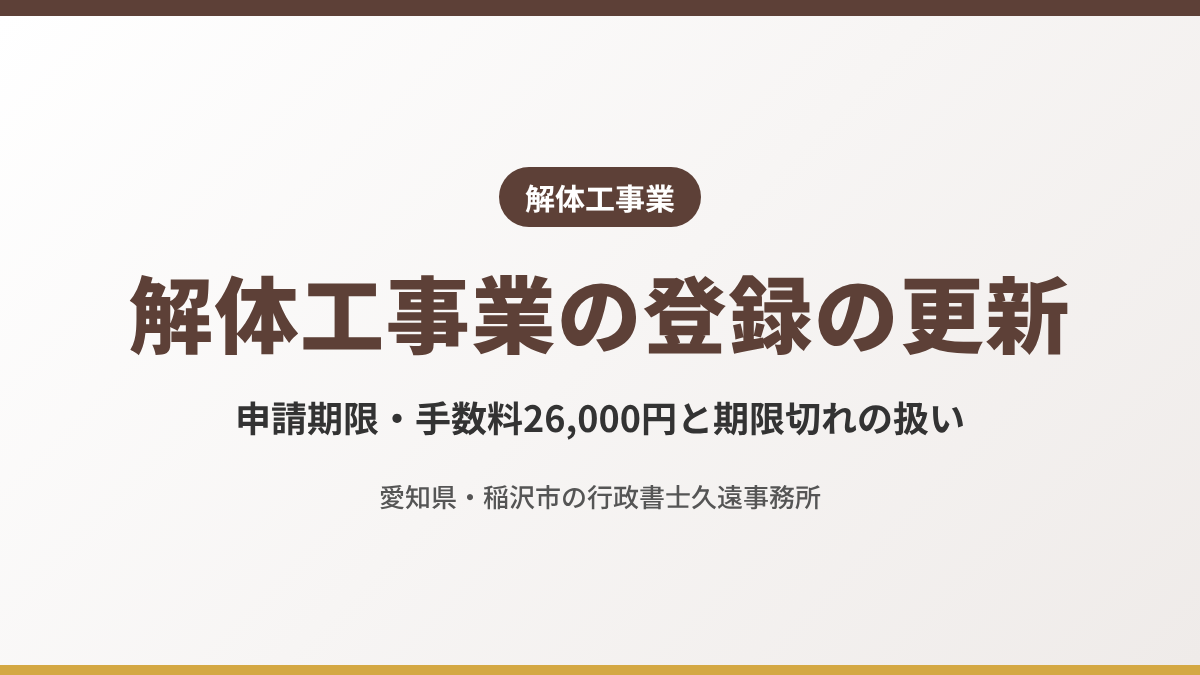 解体工事業
解体工事業の登録の更新
申請期限・手数料26,000円と期限切れの扱い
愛知県・稲沢市の行政書士久遠事務所